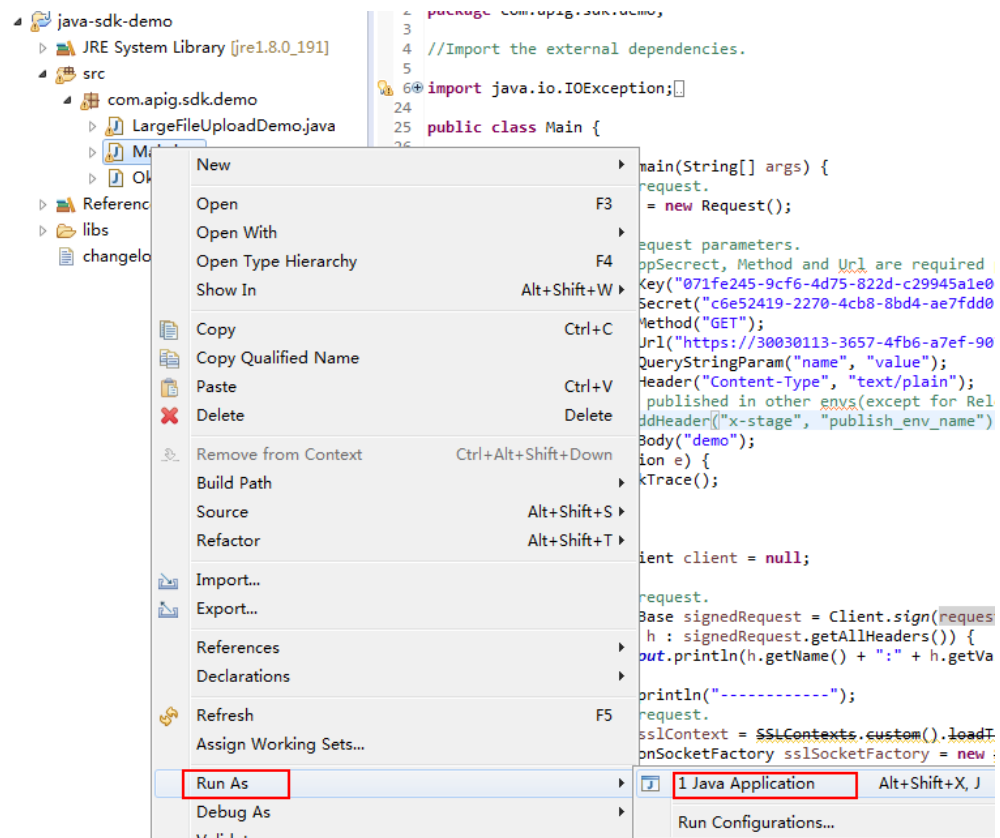 java-sdk-demo
JRE System Library [jre1.8.0_191]
src
com.apig.sdk.demo
LargeFileUploadDemo.java
libs
2 package com.apig.sdk.demo;
3
4 //Import the external dependencies.
5
6 import java.io.IOException;
24
25 public class Main {
main(String[] args) {
request.
= new Request();
request parameters.
Method and Url are required
Key("071fe245-9cf6-4d75-822d-c29945a1e0
Secret("c6e52419-2270-4cb8-8bd4-ae7fdd0
Method("GET");
Url("https://30030113-3657-4fb6-a7ef-90
QueryStringParam("name", "value");
Header("Content-Type", "text/plain");
published in other envs(except for Rel
ddHeader("x-stage", "publish_env_name")
Body("demo");
ion e) {
kTrace();
ient client = null;
request.
Base signedRequest = Client.sign(reques
h : signedRequest.getAllHeaders()) {
out.println(h.getName() + ":" + h.getVa
println("------------");
request.
sslContext = SSLContexts.custom().loadT
onSocketFactory sslSocketFactory = new
New
Open F3
Open With
Open Type Hierarchy F4
Show In Alt+Shift+W
Copy Ctrl+C
Copy Qualified Name
Paste Ctrl+V
Delete Delete
Remove from Context Ctrl+Alt+Shift+Down
Build Path
Source Alt+Shift+S
Refactor Alt+Shift+T
Import...
Export...
References
Declarations
Refresh F5
Assign Working Sets...
Run As
Debug As
1 Java Application Alt+Shift+X, J
Run Configurations...